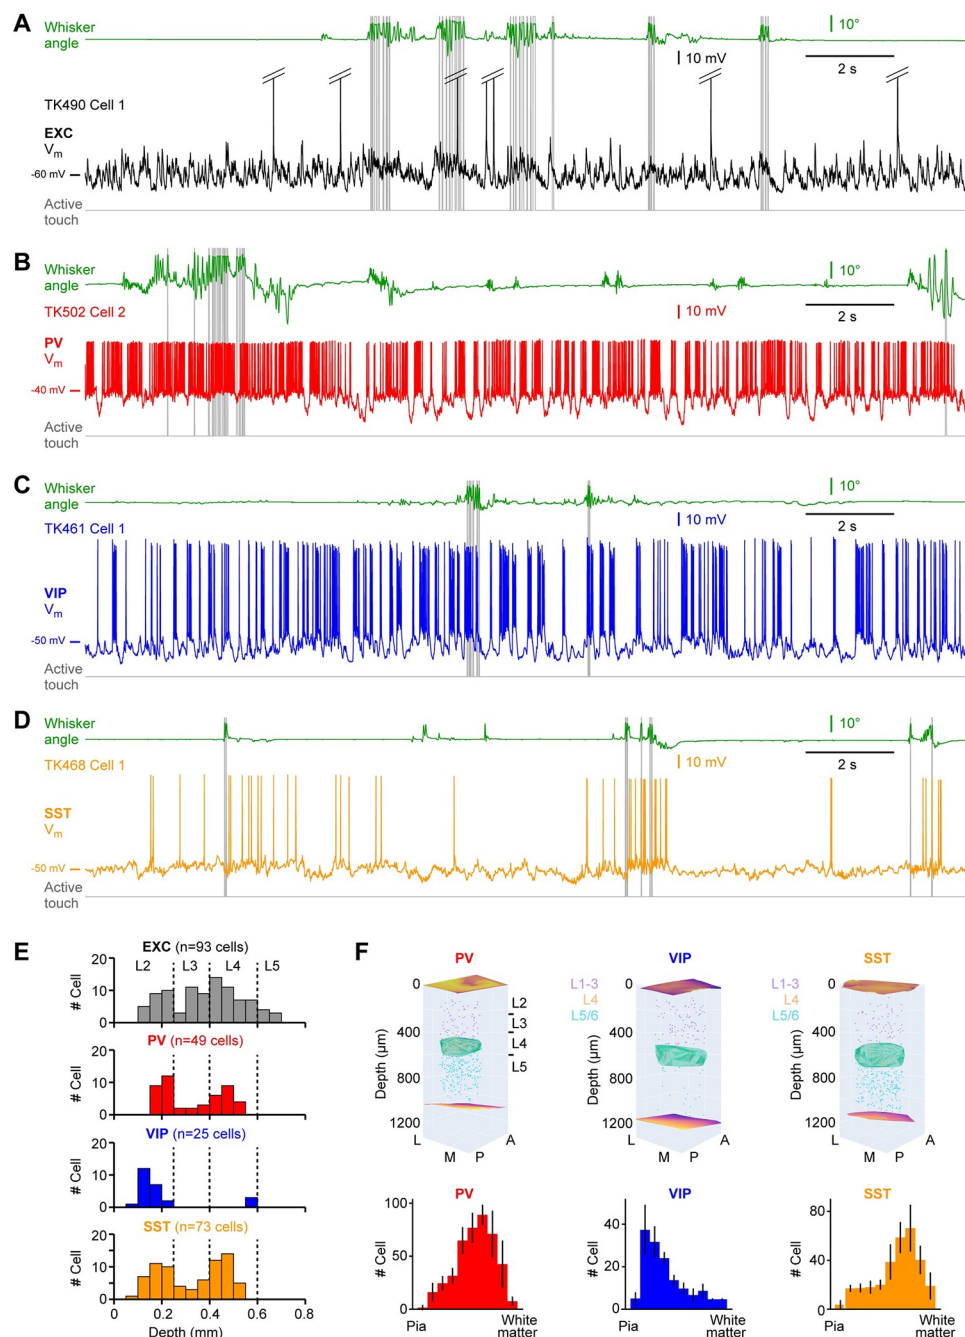 A
Whisker
angle
10°
10 mV
2 s
TK490 Cell 1
EXC
Vm
-60 mV
Active
touch
B
Whisker
angle
10°
TK502 Cell 2
10 mV
2 s
PV
Vm
-40 mV
Active
touch
C
Whisker
angle
10°
TK461 Cell 1
10 mV
2 s
VIP
Vm
-50 mV
Active
touch
D
Whisker
angle
10°
TK468 Cell 1
10 mV
2 s
SST
Vm
-50 mV
Active
touch
E
EXC (n=93 cells)
L2 L3 L4 L5
# Cell
20
10
0
PV (n=49 cells)
# Cell
20
10
0
VIP (n=25 cells)
# Cell
20
10
0
SST (n=73 cells)
# Cell
20
10
0
0 0.2 0.4 0.6 0.8
Depth (mm)
F
PV
0
400
800
1200
Depth (µm)
L2
L3
L4
L5
L M P A
VIP
L1-3
L4
L5/6
0
400
800
1200
Depth (µm)
L M P A
SST
L1-3
L4
L5/6
0
400
800
1200
Depth (µm)
L M P A
PV
# Cell
100
50
0
Pia
White
matter
VIP
# Cell
40
20
0
Pia
White
matter
SST
# Cell
80
40
0
Pia
White
matter